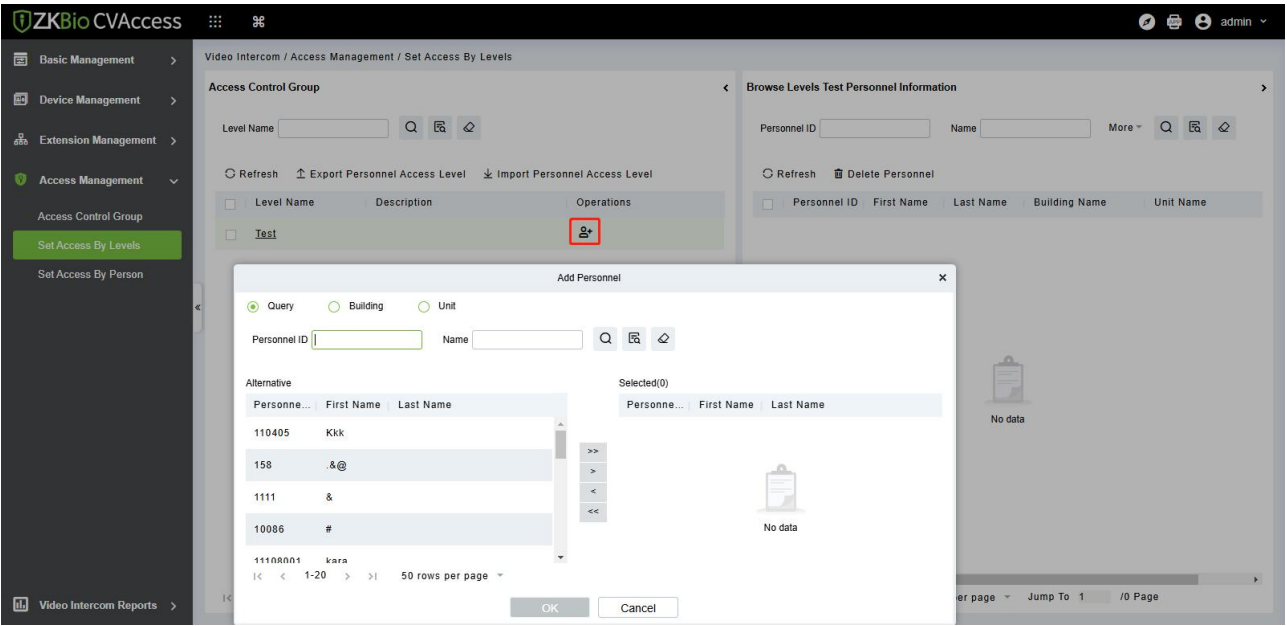 ZKBio CVAccess
admin
Basic Management
Device Management
Extension Management
Access Management
Access Control Group
Set Access By Levels
Set Access By Person
Video Intercom Reports
Video Intercom / Access Management / Set Access By Levels
Access Control Group
Level Name
Refresh Export Personnel Access Level Import Personnel Access Level
Level Name Description Operations
Test
Browse Levels Test Personnel Information
Personnel ID Name More
Refresh Delete Personnel
Personnel ID First Name Last Name Building Name Unit Name
No data
er page Jump To 1 /0 Page
Add Personnel
Query Building Unit
Personnel ID Name
Alternative
Personne... First Name Last Name
110405 Kkk
158 .&@
1111 &
10086 #
11108001 kara
1-20 50 rows per page
>>
>
<
<<
Selected(0)
Personne... First Name Last Name
No data
OK Cancel